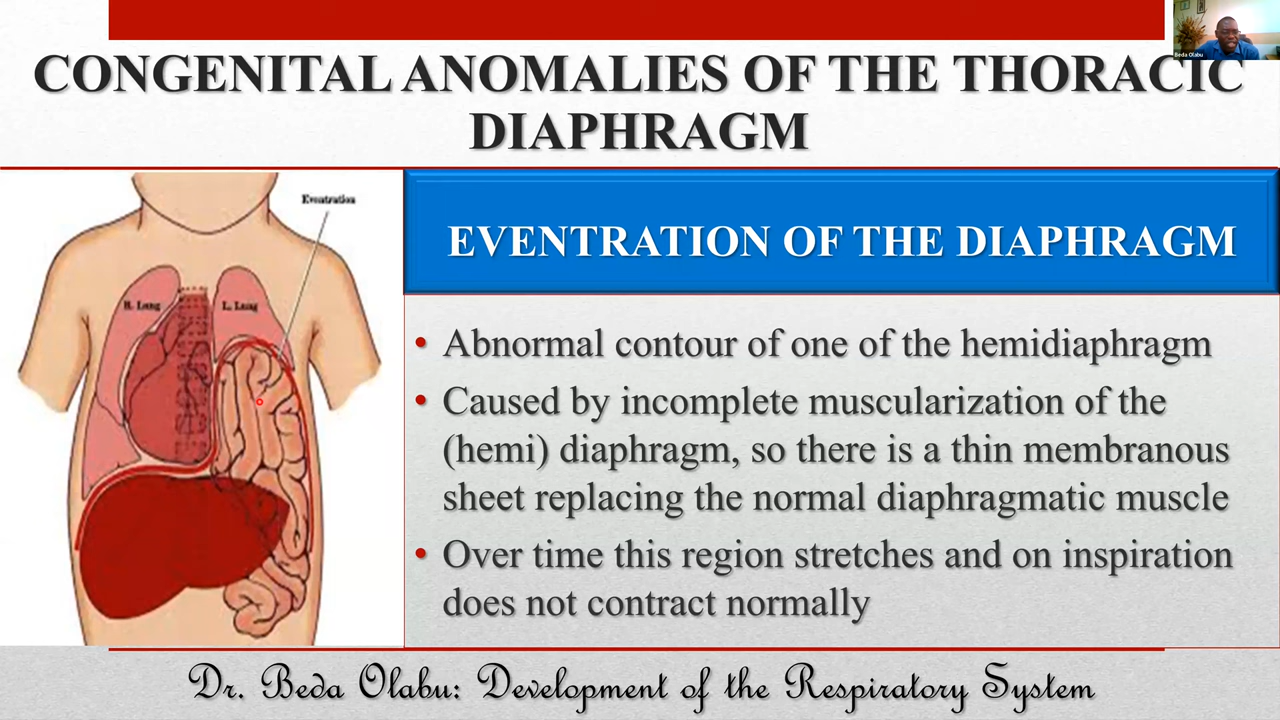 Beda Olabu
CONGENITAL ANOMALIES OF THE THORACIC
DIAPHRAGM
Eventration
R. Lung
L. Lung
EVENTRATION OF THE DIAPHRAGM
• Abnormal contour of one of the hemidiaphragm
• Caused by incomplete muscularization of the
(hemi) diaphragm, so there is a thin membranous
sheet replacing the normal diaphragmatic muscle
• Over time this region stretches and on inspiration
does not contract normally
Dr. Beda Olabu: Development of the Respiratory System